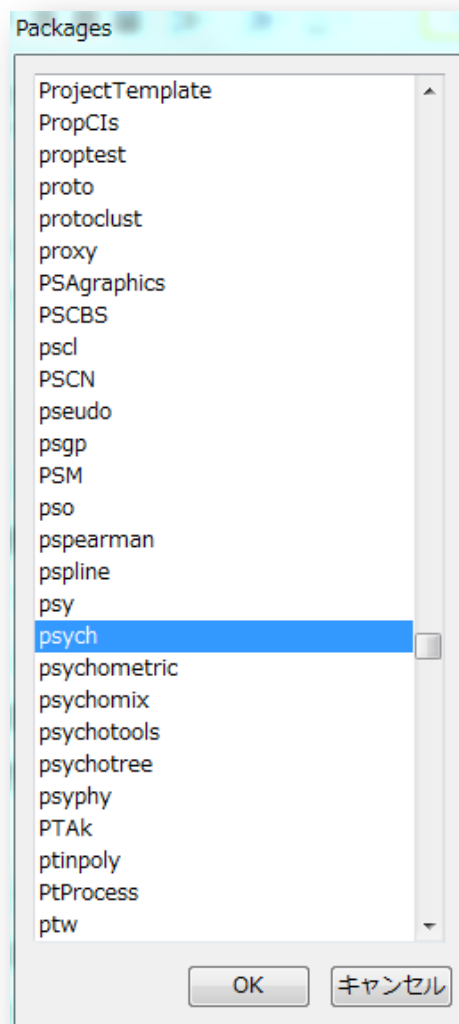 Packages
ProjectTemplate
PropCIs
proptest
proto
protoclust
proxy
PSAgraphics
PSCBS
pscl
PSCN
pseudo
psgp
PSM
pso
pspearman
pspline
psy
psych
psychometric
psychomix
psychotools
psychotree
psyphy
PTAk
ptinpoly
PtProcess
ptw
OK キャンセル